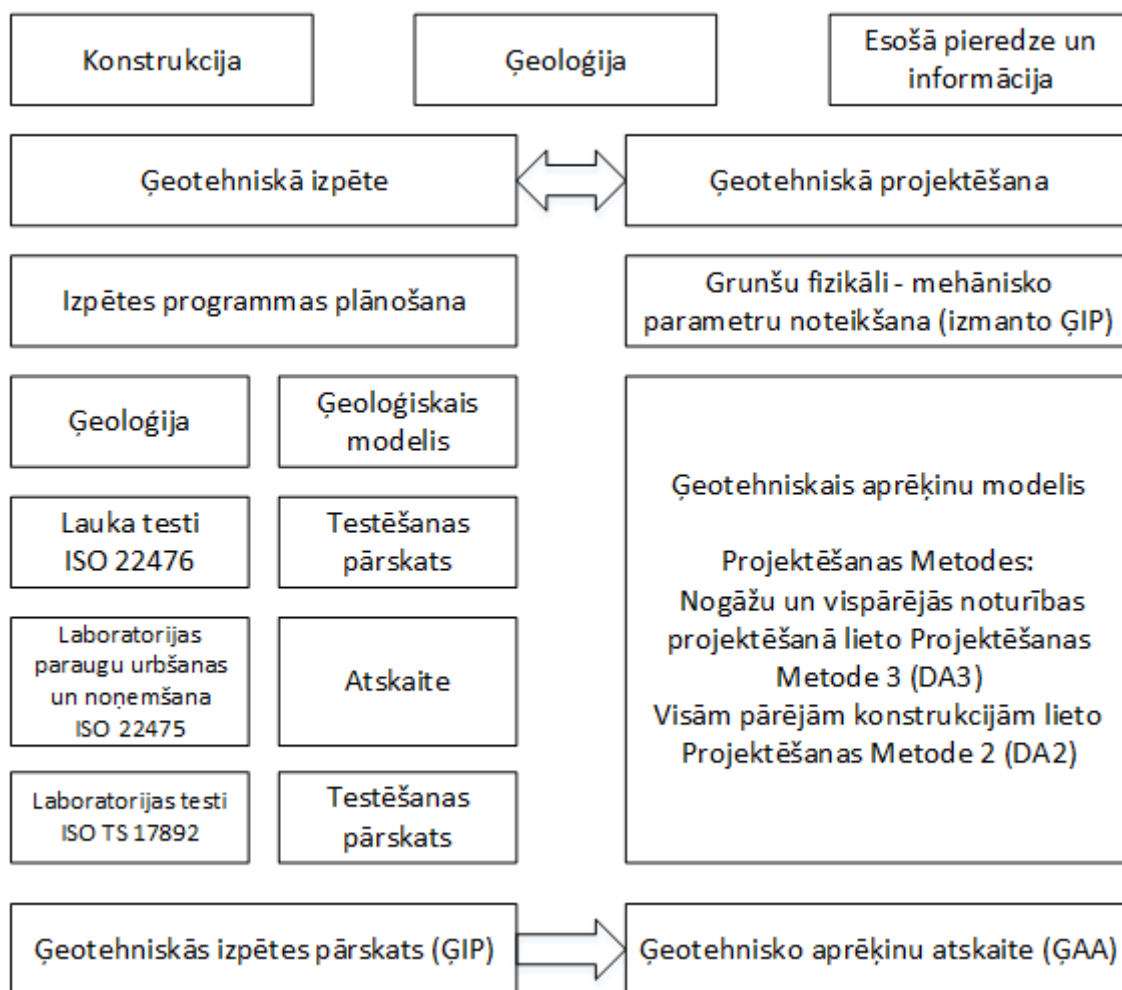 Konstrukcija
Ģeoloģija
Esošā pieredze un
informācija
Ģeotehniskā izpēte
Ģeotehniskā projektēšana
Izpētes programmas plānošana
Grunšu fizikāli - mehānisko
parametru noteikšana (izmanto ĢIP)
Ģeoloģija
Ģeoloģiskais
modelis
Lauka testi
ISO 22476
Testēšanas
pārskats
Laboratorijas
paraugu urbšanas
un noņemšana
ISO 22475
Atskaite
Laboratorijas testi
ISO TS 17892
Testēšanas
pārskats
Ģeotehniskais aprēķinu modelis
Projektēšanas Metodes:
Nogāžu un vispārējās noturības
projektēšanā lieto Projektēšanas
Metode 3 (DA3)
Visām pārējām konstrukcijām lieto
Projektēšanas Metode 2 (DA2)
Ģeotehniskās izpētes pārskats (ĢIP)
Ģeotehnisko aprēķinu atskaite (ĢAA)